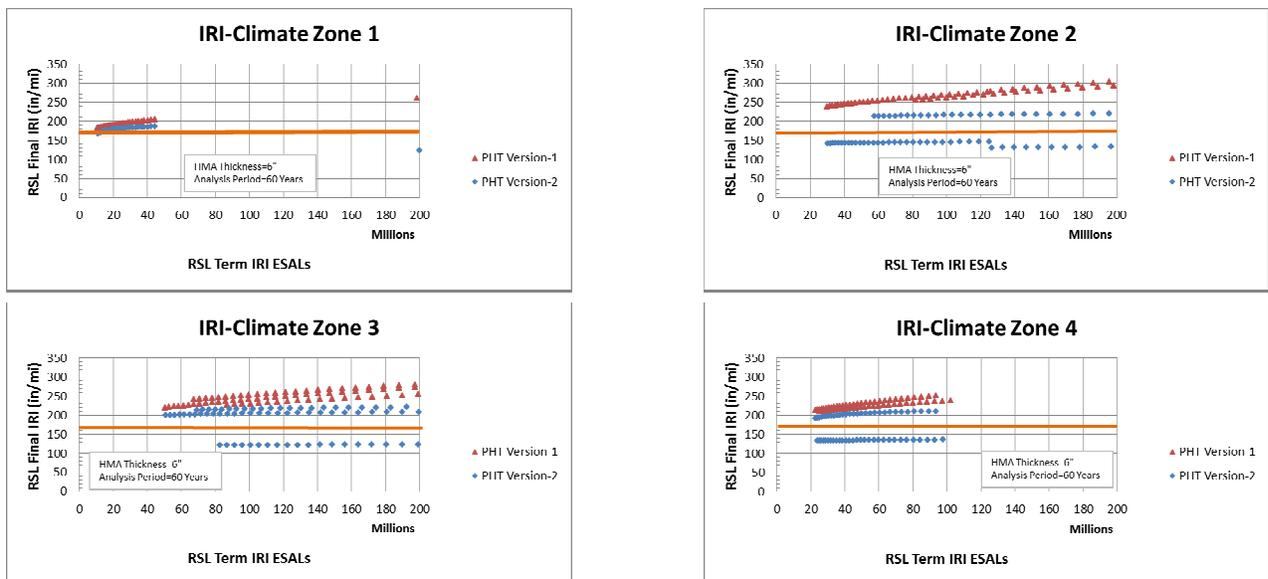 IRI-Climate Zone 1
RSL Final IRI (in/mi)
350
300
250
200
150
100
50
0
0 20 40 60 80 100 120 140 160 180 200
Millions
RSL Term IRI ESALs
HMA Thickness=6"
Analysis Period=60 Years
PHT Version-1
PHT Version-2
IRI-Climate Zone 2
RSL Final IRI (in/mi)
350
300
250
200
150
100
50
0
0 20 40 60 80 100 120 140 160 180 200
Millions
RSL Term IRI ESALs
HMA Thickness=6"
Analysis Period=60 Years
PHT Version-1
PHT Version-2
IRI-Climate Zone 3
RSL Final IRI (in/mi)
350
300
250
200
150
100
50
0
0 20 40 60 80 100 120 140 160 180 200
Millions
RSL Term IRI ESALs
HMA Thickness 6"
Analysis Period=60 Years
PHT Version 1
PHT Version-2
IRI-Climate Zone 4
RSL Final IRI (in/mi)
350
300
250
200
150
100
50
0
0 20 40 60 80 100 120 140 160 180 200
Millions
RSL Term IRI ESALs
HMA Thickness 6"
Analysis Period=60 Years
PHT Version 1
PHT Version-2